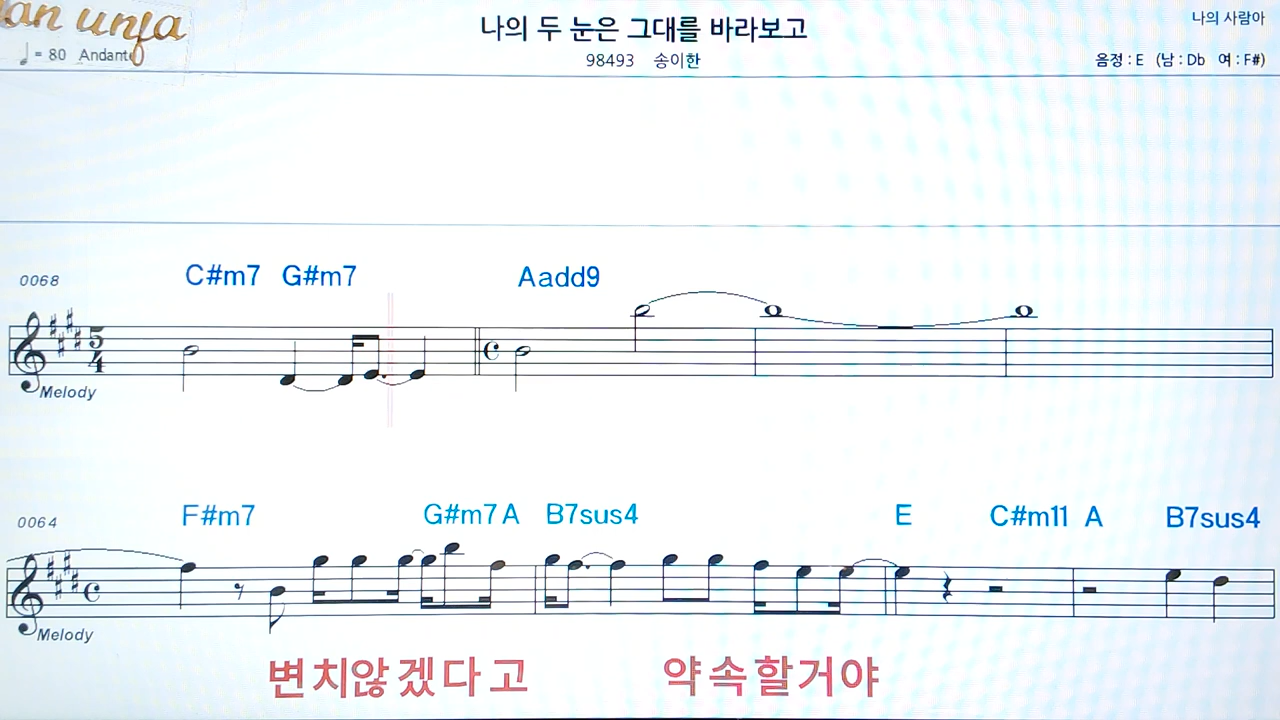 나의 두 눈은 그대를 바라보고
나의 사람아
♩ = 80 Andante
98493 송이한
음정 : E (남 : Db 여 : F#)
0068
C#m7 G#m7 Aadd9
5
4
Melody
0064
F#m7 G#m7 A B7sus4 E C#m11 A B7sus4
Melody
변치않겠다고 약속할거야